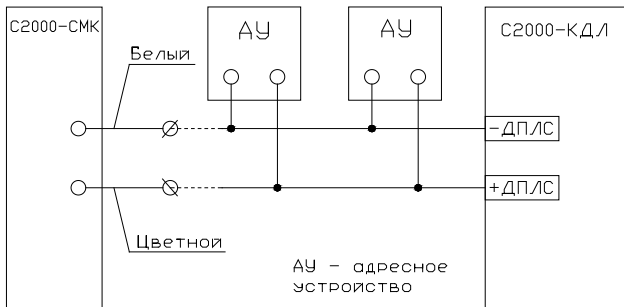 С2000-СМК
АУ
АУ
С2000-КДЛ
Белый
-ДПЛС
+ДПЛС
Цветной
АУ - адресное
устройство